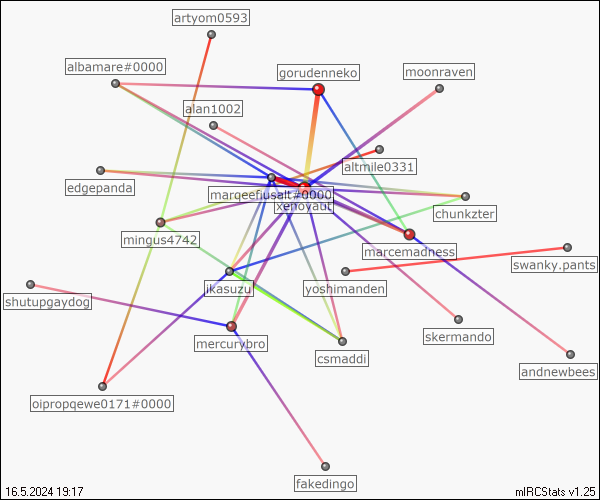 artyom0593
albamare#0000
gorudenneko
moonraven
alan1002
altmile0331
edgepanda
marqeefiusalt#0000
xenoyant
chunkzter
mingus4742
marcemadness
swanky.pants
ikasuzu
yoshimanden
shutupgaydog
mercurybro
csmaddi
skermando
andnewbees
oipropqewe0171#0000
fakedingo
16.5.2024 19:17
mIRCStats v1.25